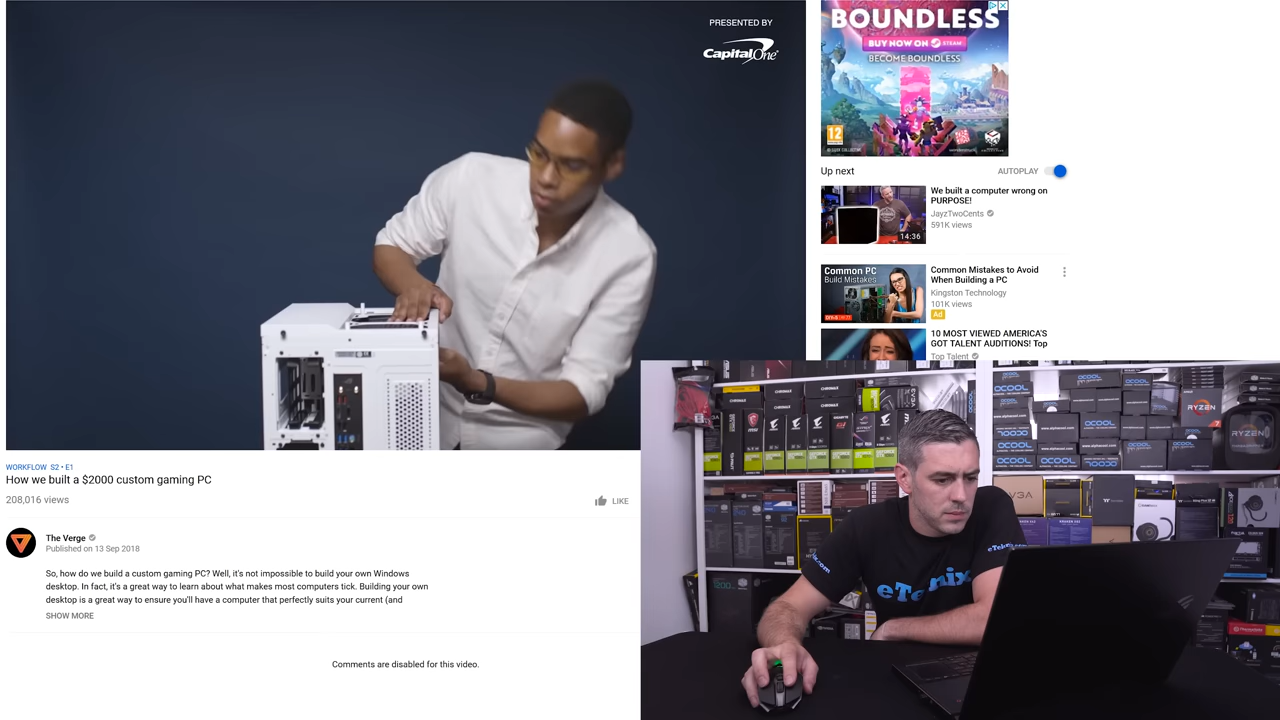 PRESENTED BY
Capital One
WORKFLOW S2 • E1
How we built a $2000 custom gaming PC
208,016 views
LIKE
The Verge
Published on 13 Sep 2018
So, how do we build a custom gaming PC? Well, it's not impossible to build your own Windows
desktop. In fact, it's a great way to learn about what makes most computers tick. Building your own
desktop is a great way to ensure you'll have a computer that perfectly suits your current (and
SHOW MORE
Comments are disabled for this video.
BOUNDLESS
BUY NOW ON STEAM
BECOME BOUNDLESS
12
Up next
AUTOPLAY
14:36
We built a computer wrong on
PURPOSE!
JayzTwoCents
591K views
Common PC
Build Mistakes
Common Mistakes to Avoid
When Building a PC
Kingston Technology
101K views
Ad
10 MOST VIEWED AMERICA'S
GOT TALENT AUDITIONS! Top
Top Talent
RYZEN
RYZEN
eTeknix
eTeknix.com